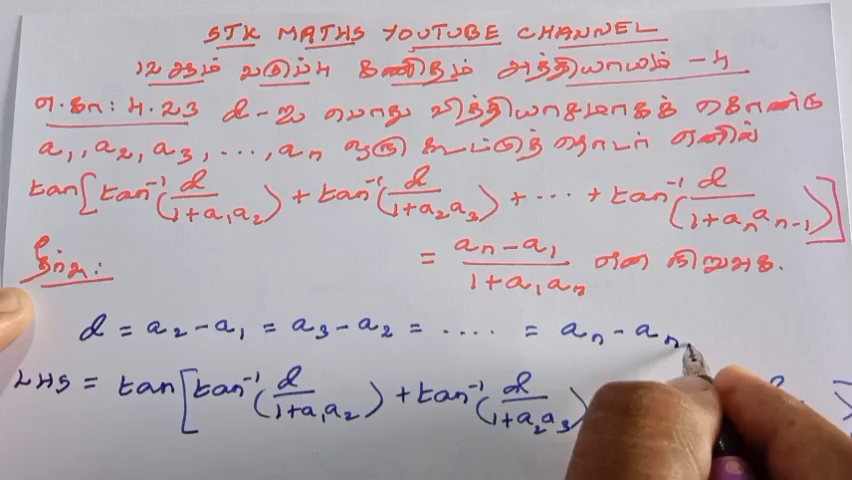 STK MATHS YOUTUBE CHANNEL
12ஆம் வகுப்பு கணிதம் அத்தியாயம் -4
எ.கா: 4.23 d-ஐ பொது வித்தியாசமாகக் கொண்டு
a₁, a₂, a₃, ..., aₙ ஒரு கூட்டுத் தொடர் எனில்
tan[tan⁻¹(d/(1+a₁a₂)) + tan⁻¹(d/(1+a₂a₃)) + ... + tan⁻¹(d/(1+aₙaₙ₋₁))]
= (aₙ-a₁)/(1+a₁aₙ) என நிறுவுக.
தீர்வு:
d = a₂-a₁ = a₃-a₂ = .... = aₙ-aₙ
LHS = tan[tan⁻¹(d/(1+a₁a₂)) + tan⁻¹(d/(1+a₂a₃))